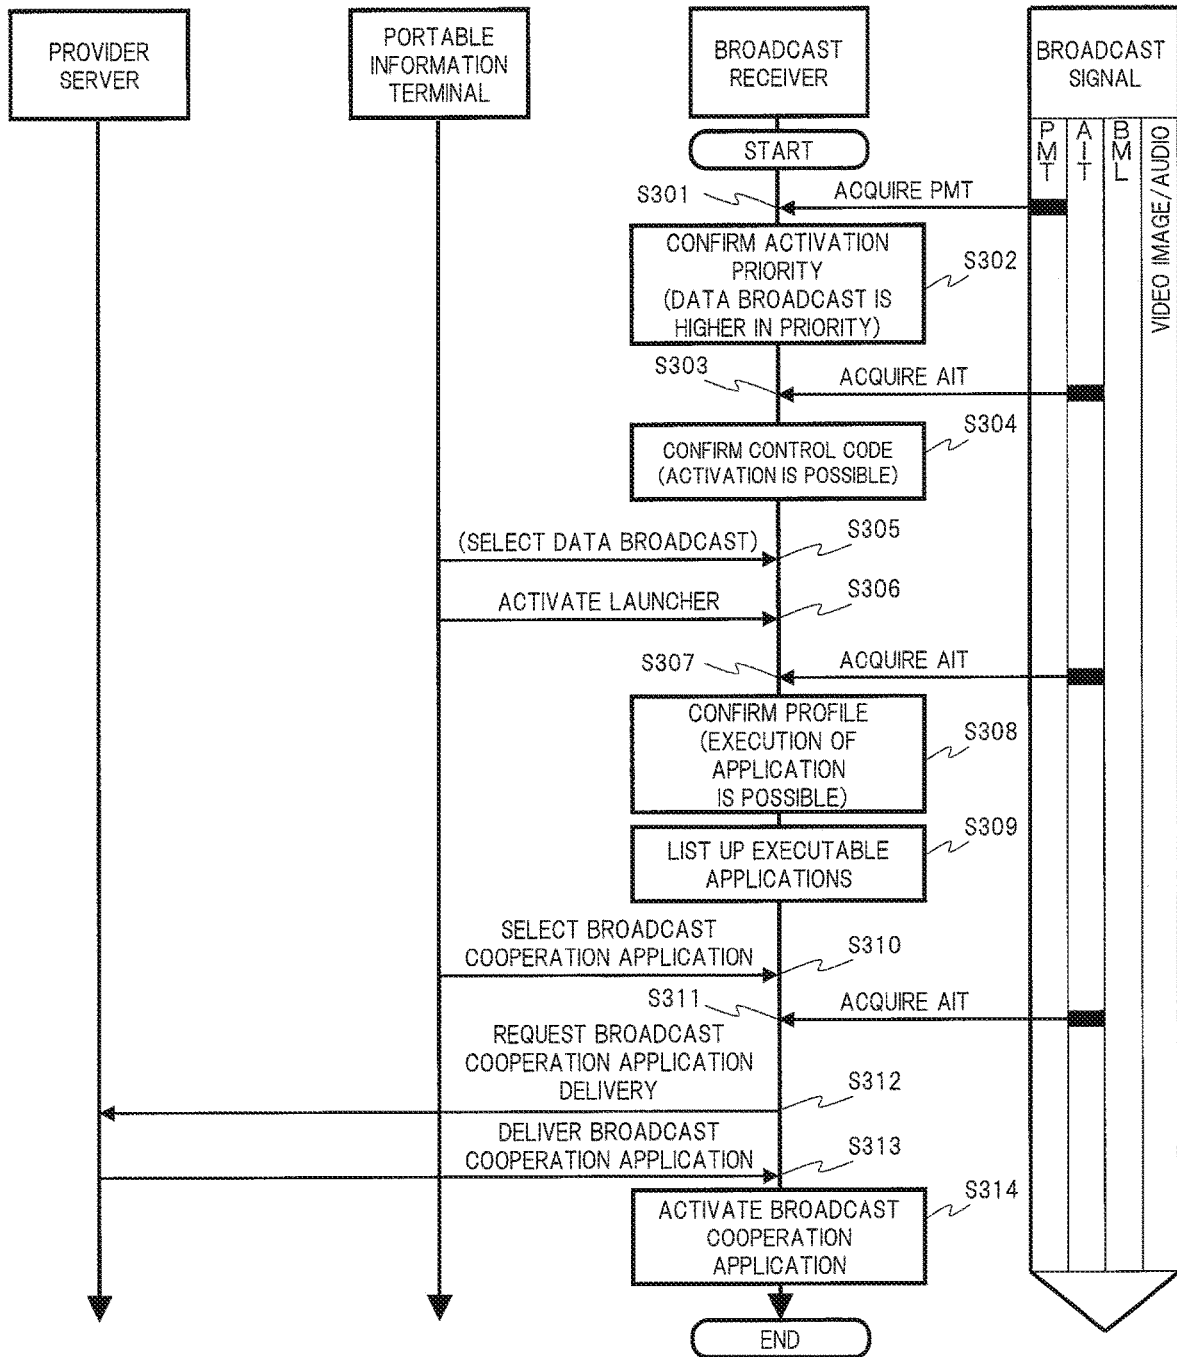 PROVIDER
SERVER
PORTABLE
INFORMATION
TERMINAL
BROADCAST
RECEIVER
BROADCAST
SIGNAL
PMT
AIT
BML
VIDEO IMAGE/AUDIO
START
S301
ACQUIRE PMT
CONFIRM ACTIVATION
PRIORITY
(DATA BROADCAST IS
HIGHER IN PRIORITY)
S302
S303
ACQUIRE AIT
S304
CONFIRM CONTROL CODE
(ACTIVATION IS POSSIBLE)
(SELECT DATA BROADCAST)
S305
ACTIVATE LAUNCHER
S306
S307
ACQUIRE AIT
CONFIRM PROFILE
(EXECUTION OF
APPLICATION
IS POSSIBLE)
S308
LIST UP EXECUTABLE
APPLICATIONS
S309
SELECT BROADCAST
COOPERATION APPLICATION
S310
S311
ACQUIRE AIT
REQUEST BROADCAST
COOPERATION APPLICATION
DELIVERY
S312
DELIVER BROADCAST
COOPERATION APPLICATION
S313
ACTIVATE BROADCAST
COOPERATION
APPLICATION
S314
END